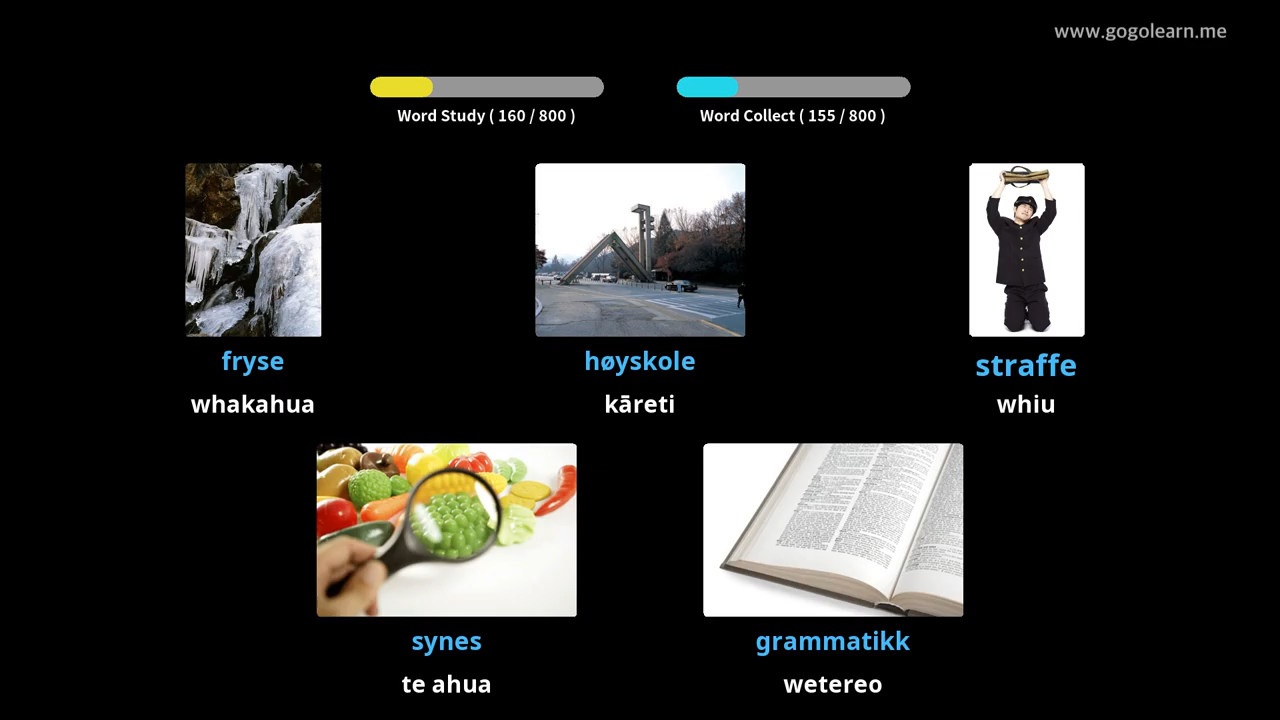 www.gogolearn.me
Word Study ( 160 / 800 )
Word Collect ( 155 / 800 )
fryse
whakahua
høyskole
kāreti
straffe
whiu
synes
te ahua
grammatikk
wetereo